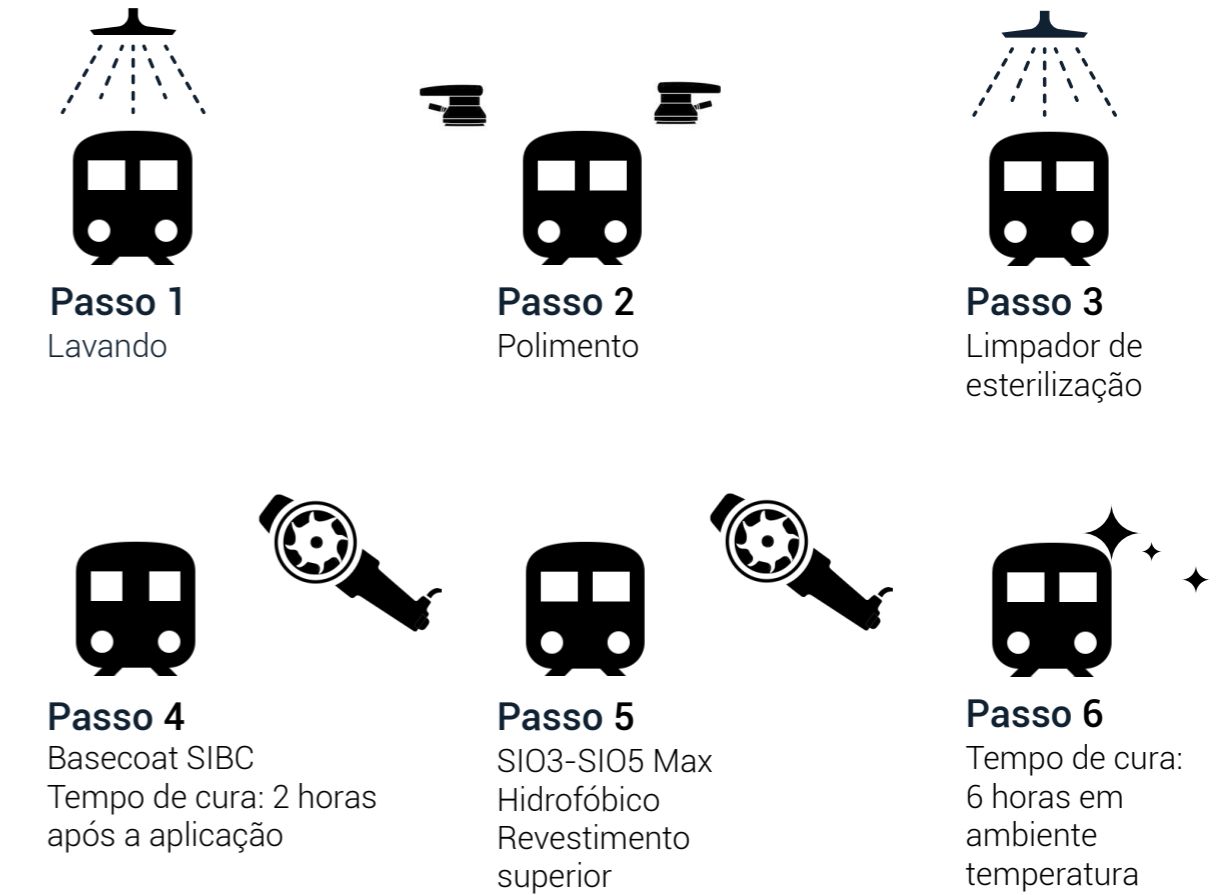 Passo 1
Lavando
Passo 2
Polimento
Passo 3
Limpador de
esterilização
Passo 4
Basecoat SIBC
Tempo de cura: 2 horas
após a aplicação
Passo 5
SIO3-SIO5 Max
Hidrofóbico
Revestimento
superior
Passo 6
Tempo de cura:
6 horas em
ambiente
temperatura